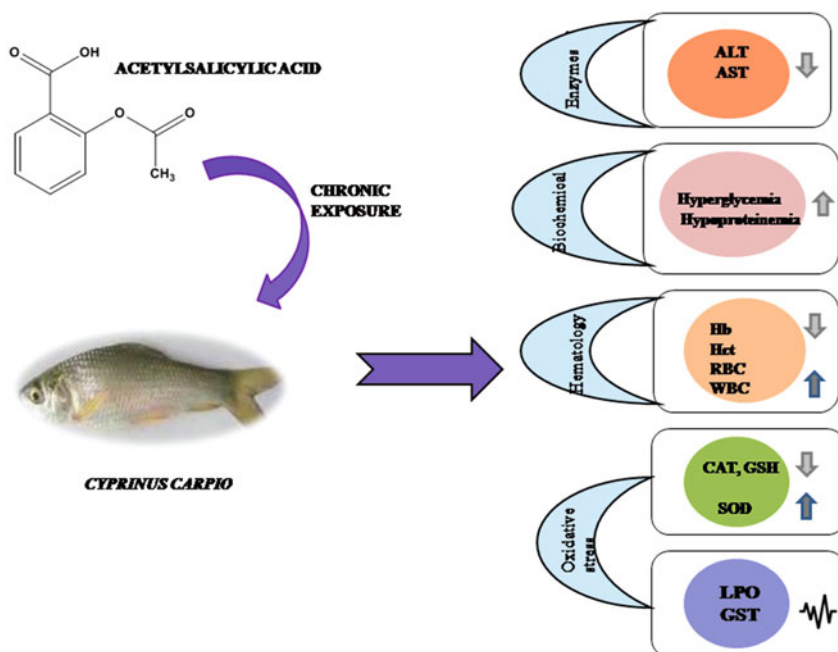 O
OH
ACETYLSALICYLIC ACID
O
O
CH3
CHRONIC
EXPOSURE
CYPRINUS CARPIO
Enzymes
ALT
AST
Biochemical
Hyperglycemia
Hypoproteinemia
Hematology
Hb
Hct
RBC
WBC
Oxidative
stress
CAT, GSH
SOD
LPO
GST